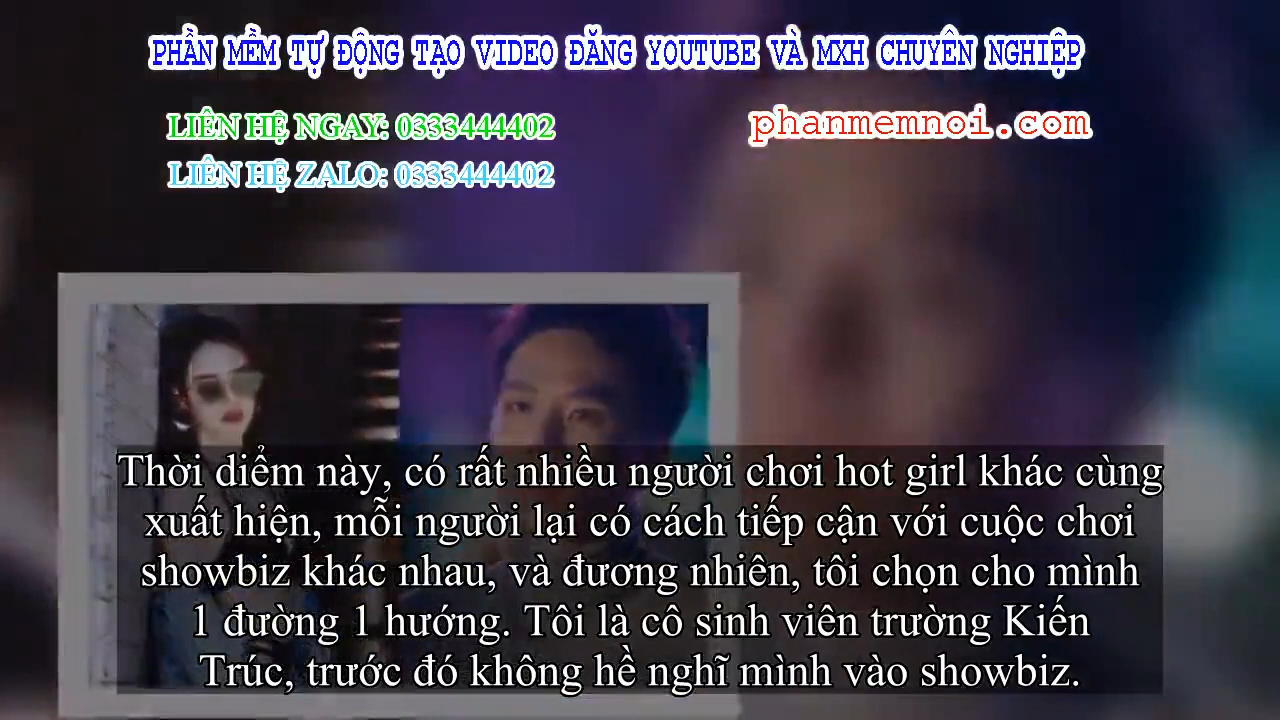 PHẦN MỀM TỰ ĐỘNG TẠO VIDEO ĐĂNG YOUTUBE VÀ MXH CHUYÊN NGHIỆP
LIÊN HỆ NGAY: 0333444402
phanmemnoi.com
LIÊN HỆ ZALO: 0333444402
Thời diểm này, có rất nhiều người chơi hot girl khác cùng
xuất hiện, mỗi người lại có cách tiếp cận với cuộc chơi
showbiz khác nhau, và đương nhiên, tôi chọn cho mình
1 đường 1 hướng. Tôi là cô sinh viên trường Kiến
Trúc, trước đó không hề nghĩ mình vào showbiz.